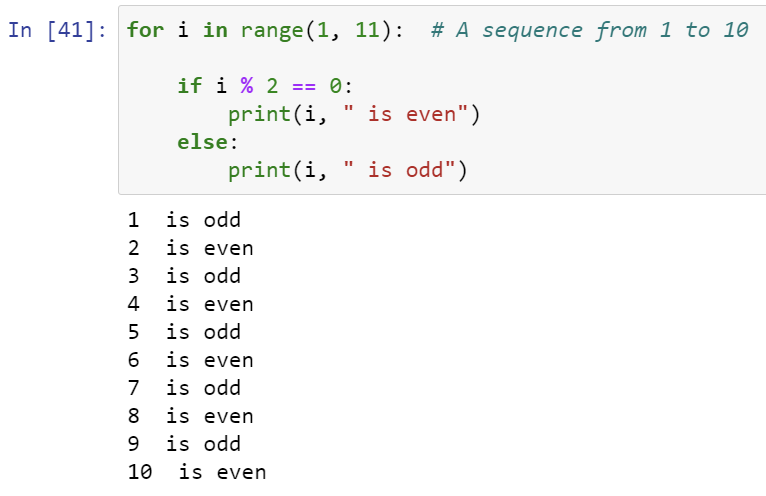 In [41]: for i in range(1, 11):  # A sequence from 1 to 10
    if i % 2 == 0:
        print(i, " is even")
    else:
        print(i, " is odd")
1  is odd
2  is even
3  is odd
4  is even
5  is odd
6  is even
7  is odd
8  is even
9  is odd
10  is even